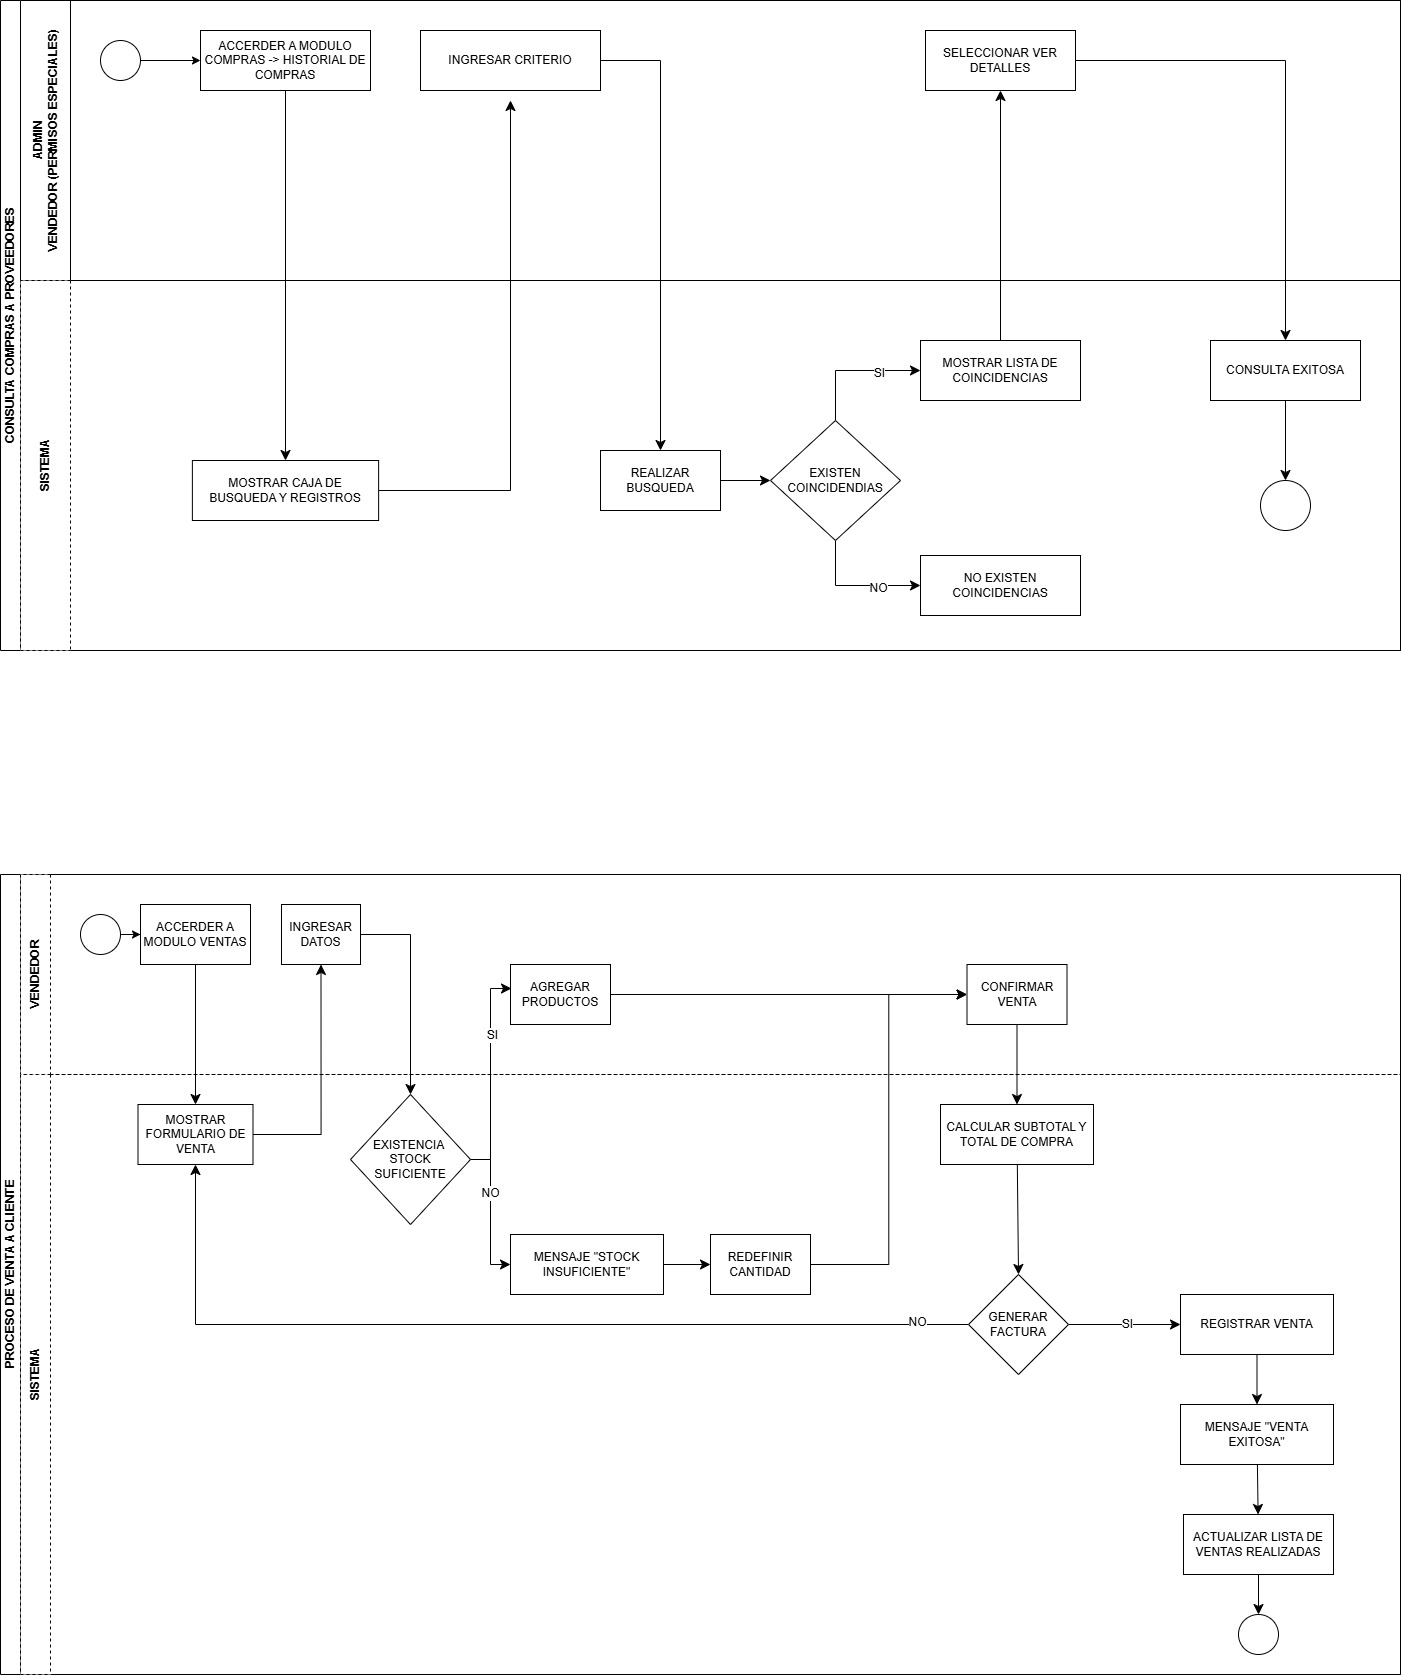 CONSULTA COMPRAS A PROVEEDORES
ADMIN
VENDEDOR (PERMISOS ESPECIALES)
ACCERDER A MODULO
COMPRAS -> HISTORIAL DE
COMPRAS
INGRESAR CRITERIO
SELECCIONAR VER
DETALLES
SISTEMA
MOSTRAR CAJA DE
BUSQUEDA Y REGISTROS
REALIZAR
BUSQUEDA
EXISTEN
COINCIDENDIAS
SI
MOSTRAR LISTA DE
COINCIDENCIAS
NO
NO EXISTEN
COINCIDENCIAS
CONSULTA EXITOSA
PROCESO DE VENTA A CLIENTE
VENDEDOR
ACCERDER A
MODULO VENTAS
INGRESAR
DATOS
AGREGAR
PRODUCTOS
CONFIRMAR
VENTA
SI
SISTEMA
MOSTRAR
FORMULARIO DE
VENTA
EXISTENCIA
STOCK
SUFICIENTE
NO
MENSAJE "STOCK
INSUFICIENTE"
REDEFINIR
CANTIDAD
CALCULAR SUBTOTAL Y
TOTAL DE COMPRA
GENERAR
FACTURA
NO
SI
REGISTRAR VENTA
MENSAJE "VENTA
EXITOSA"
ACTUALIZAR LISTA DE
VENTAS REALIZADAS